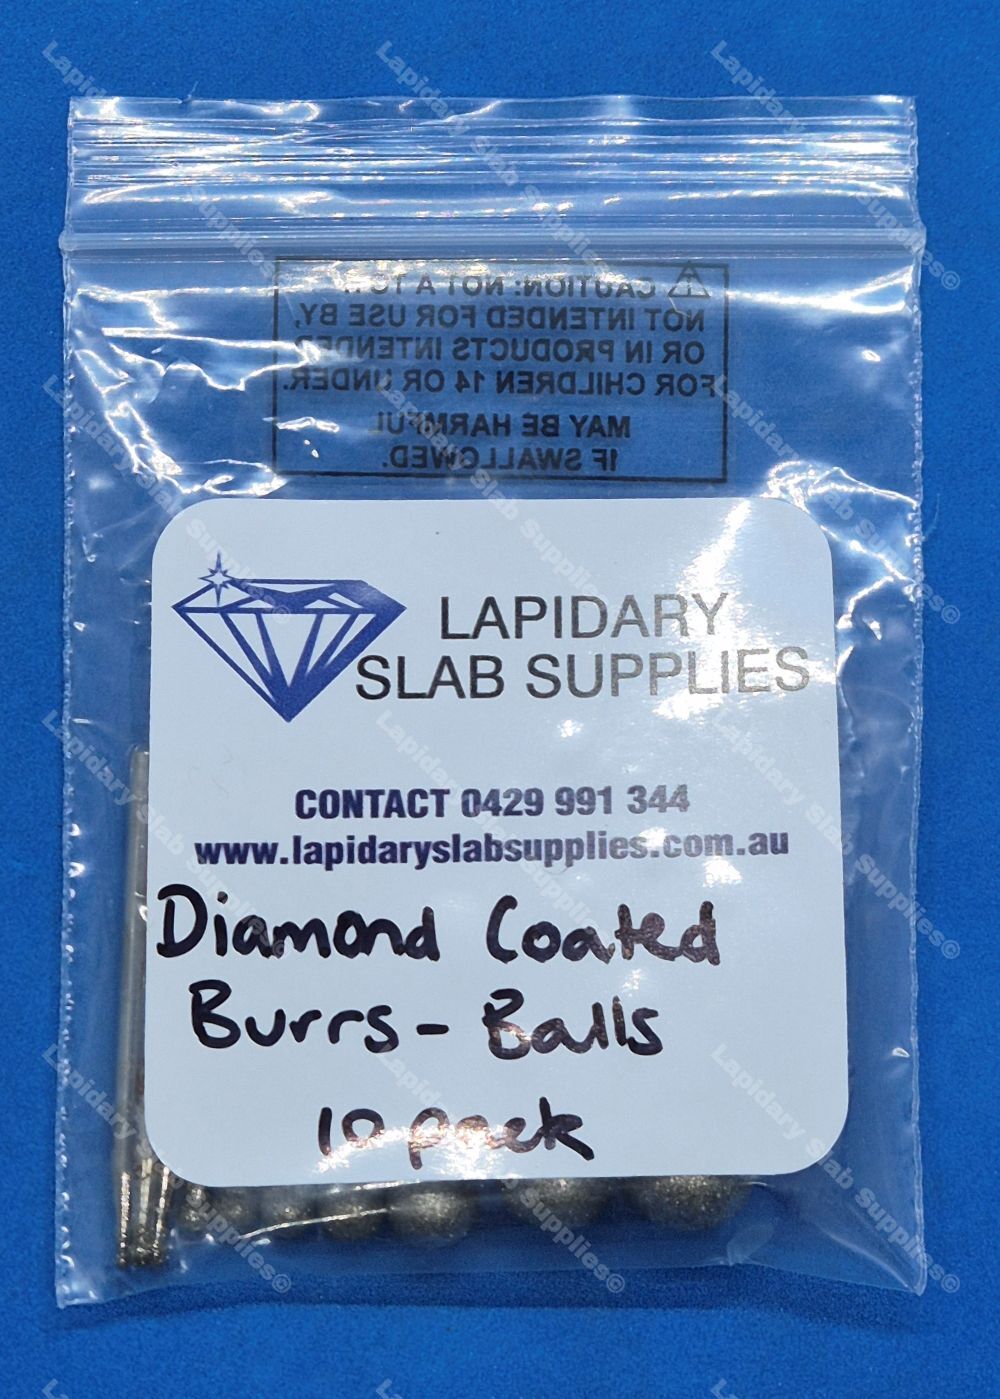 CAUTION: NOT A TOY.
NOT INTENDED FOR USE BY,
OR IN PRODUCTS INTENDED
FOR CHILDREN 14 OR UNDER.
MAY BE HARMFUL
IF SWALLOWED.
LAPIDARY
SLAB SUPPLIES
CONTACT 0429 991 344
www.lapidaryslabsupplies.com.au
Diamond Coated
Burrs - Balls
10 pack
Lapidary Slab Supplies©